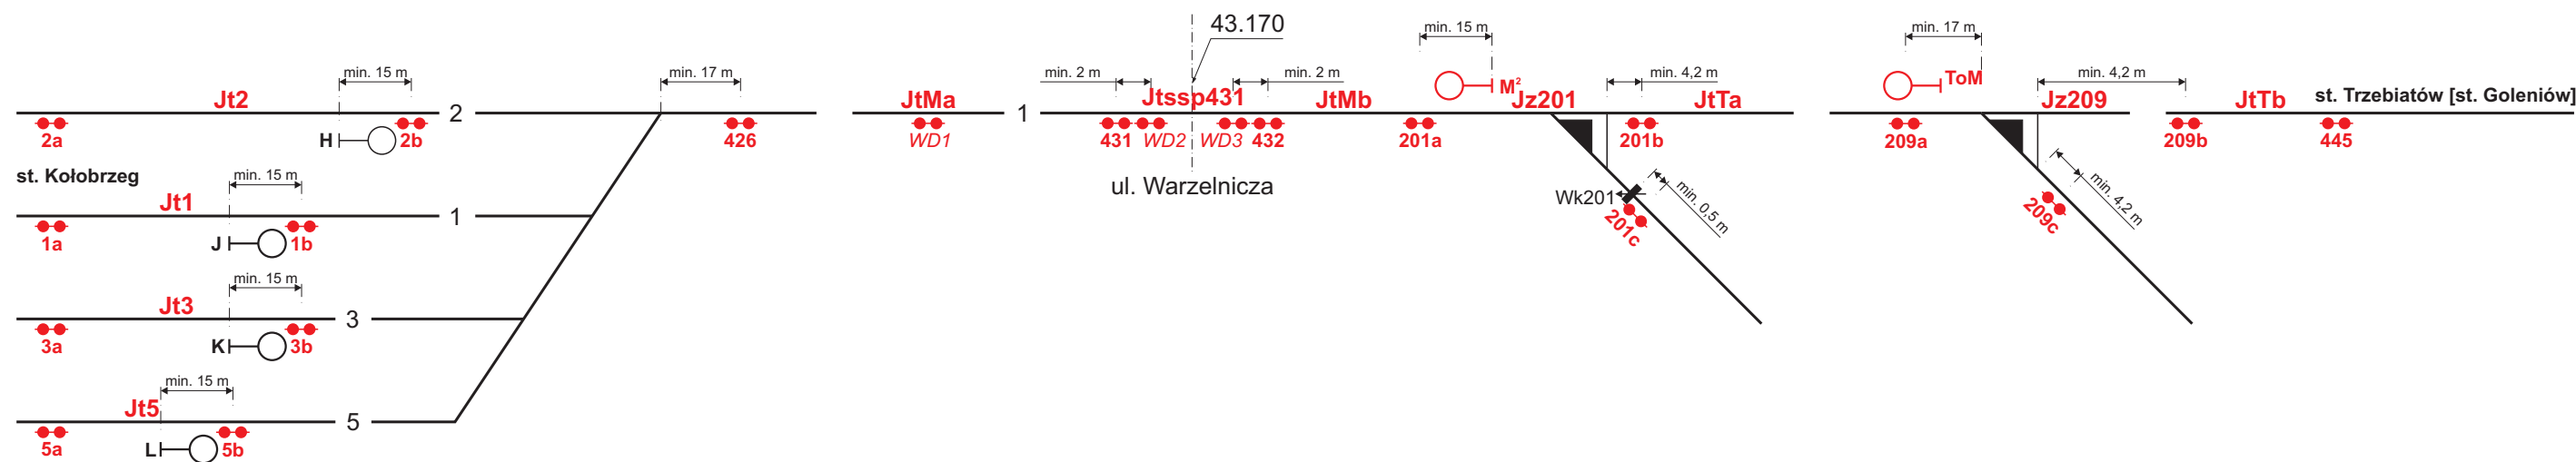 43.170
min. 15 m
min. 17 m
min. 15 m
min. 17 m
min. 2 m
min. 2 m
min. 4,2 m
min. 4,2 m
M²
ToM
Jt2
JtMa
Jtssp431
JtMb
Jz201
JtTa
Jz209
JtTb
st. Trzebiatów [st. Goleniów]
2
1
2a
H
2b
426
WD1
431
WD2
WD3
432
201a
201b
209a
209b
445
st. Kołobrzeg
min. 15 m
ul. Warzelnicza
Wk201
min. 0,5 m
201c
min. 4,2 m
209c
Jt1
1
1a
J
1b
min. 15 m
Jt3
3
3a
K
3b
min. 15 m
Jt5
5
5a
L
5b